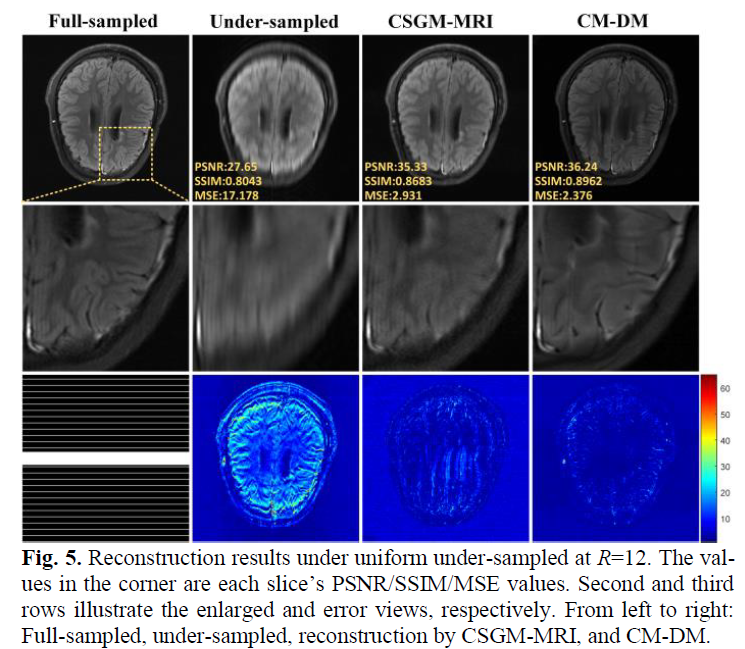 Full-sampled Under-sampled CSGM-MRI CM-DM
PSNR:27.65 PSNR:35.33 PSNR:36.24
SSIM:0.8043 SSIM:0.8683 SSIM:0.8962
MSE:17.178 MSE:2.931 MSE:2.376
60
50
40
30
20
10
Fig. 5. Reconstruction results under uniform under-sampled at R=12. The val-
ues in the corner are each slice’s PSNR/SSIM/MSE values. Second and third
rows illustrate the enlarged and error views, respectively. From left to right:
Full-sampled, under-sampled, reconstruction by CSGM-MRI, and CM-DM.